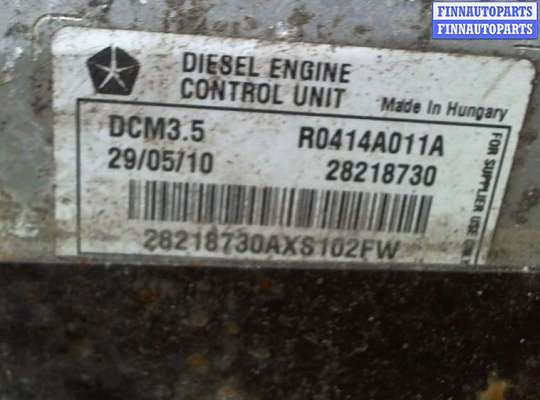 FINNAUTOPARTS
FINNAUTOPARTS
DIESEL ENGINE
CONTROL UNIT
Made In Hungary
DCM3.5
R0414A011A
29/05/10
28218730
28218730AXS102FW
FOR SUPPLIER USE ONLY